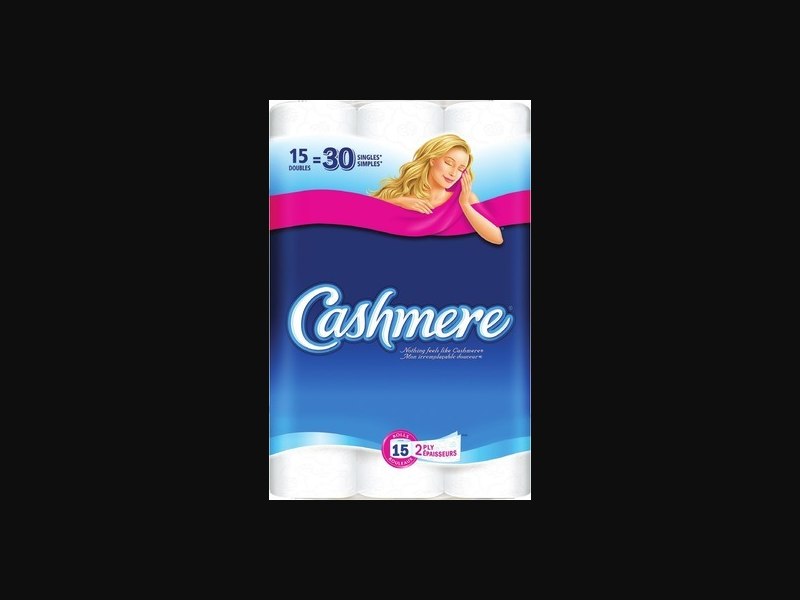 15 = 30 SINGLES*
DOUBLES SIMPLES*
Cashmere
Nothing feels like Cashmere
Mon irremplaçable douceur
ROLLS
15 2 PLY
ÉPAISSEURS
ROULEAUX